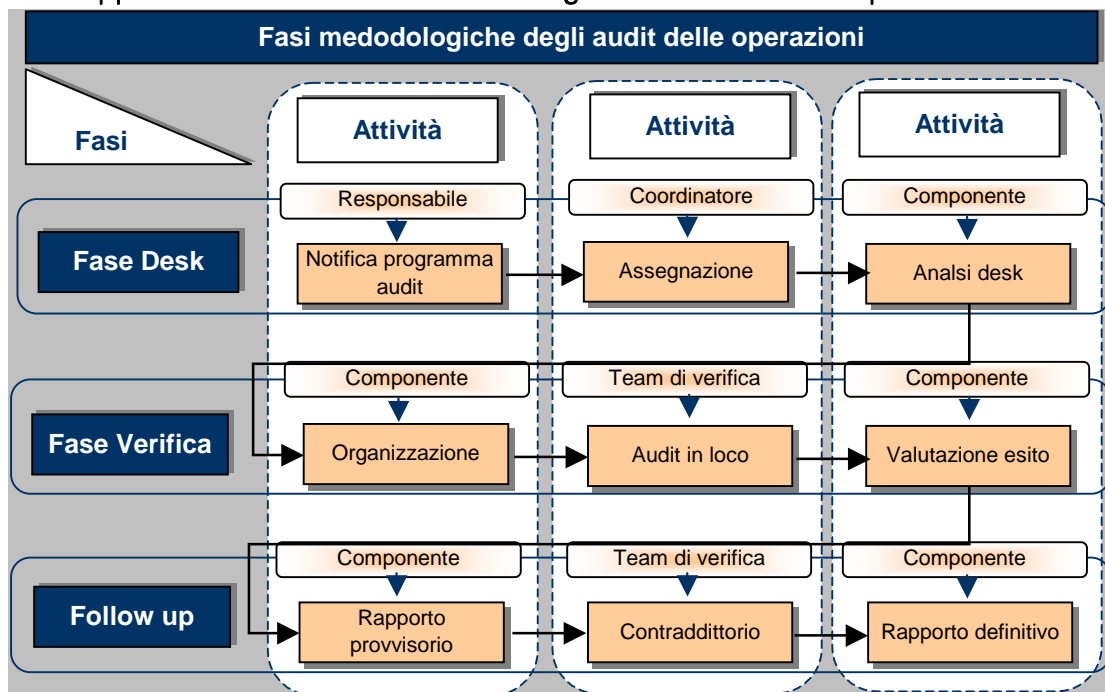 Fasi medodologiche degli audit delle operazioni
Fasi
Attività
Attività
Attività
Responsabile
Coordinatore
Componente
Fase Desk
Notifica programma
audit
Assegnazione
Analsi desk
Componente
Team di verifica
Componente
Fase Verifica
Organizzazione
Audit in loco
Valutazione esito
Componente
Team di verifica
Componente
Follow up
Rapporto
provvisorio
Contraddittorio
Rapporto definitivo